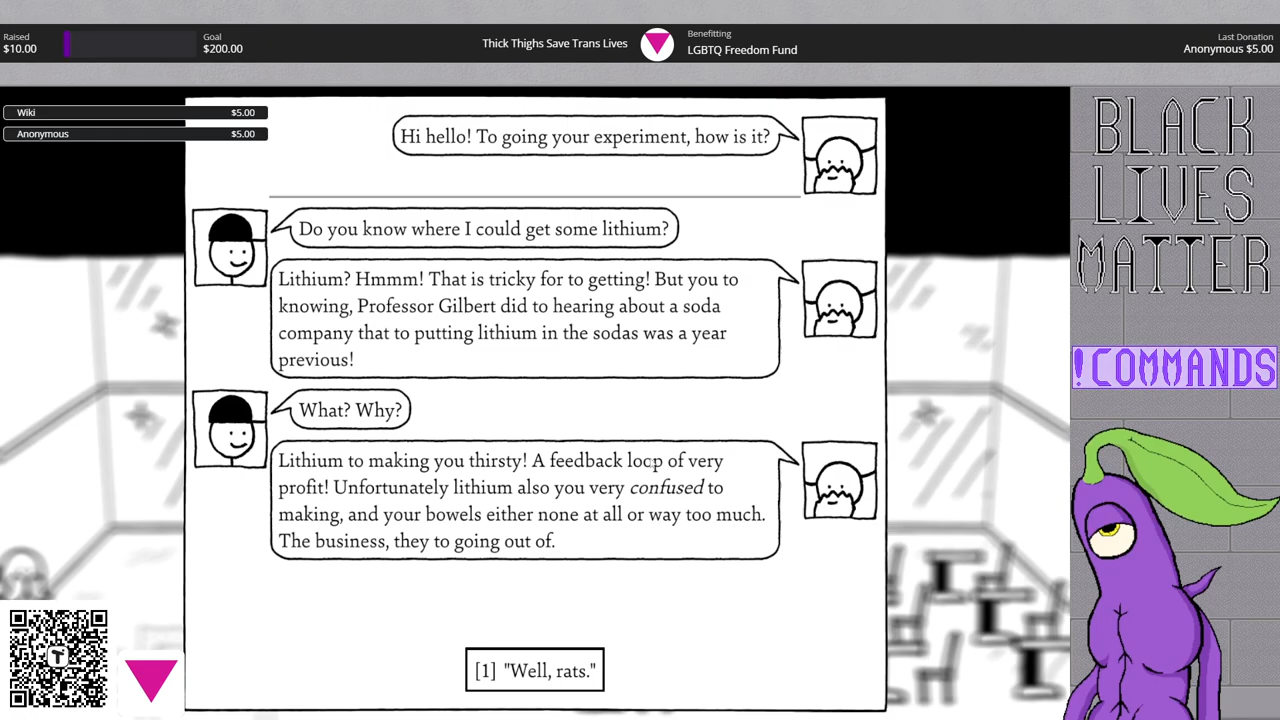 Raised
$10.00
Goal
$200.00
Thick Thighs Save Trans Lives
Benefitting
LGBTQ Freedom Fund
Last Donation
Anonymous $5.00
Wiki $5.00
Anonymous $5.00
Hi hello! To going your experiment, how is it?
Do you know where I could get some lithium?
Lithium? Hmmm! That is tricky for to getting! But you to
knowing, Professor Gilbert did to hearing about a soda
company that to putting lithium in the sodas was a year
previous!
What? Why?
Lithium to making you thirsty! A feedback loop of very
profit! Unfortunately lithium also you very confused to
making, and your bowels either none at all or way too much.
The business, they to going out of.
[1] "Well, rats."
BLACK
LIVES
MATTER
!COMMANDS
T